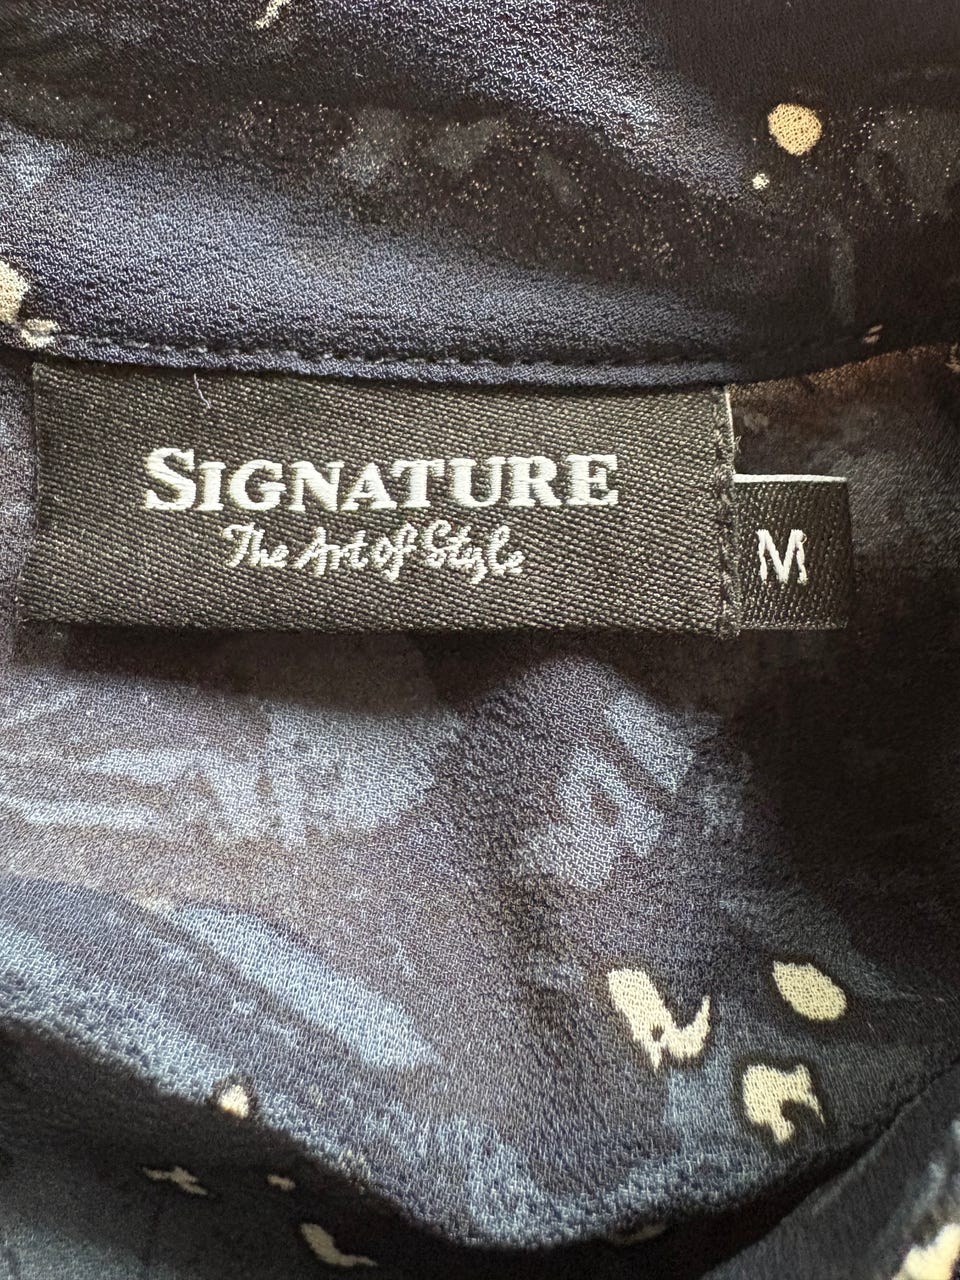 SIGNATURE
The Art of Style
M